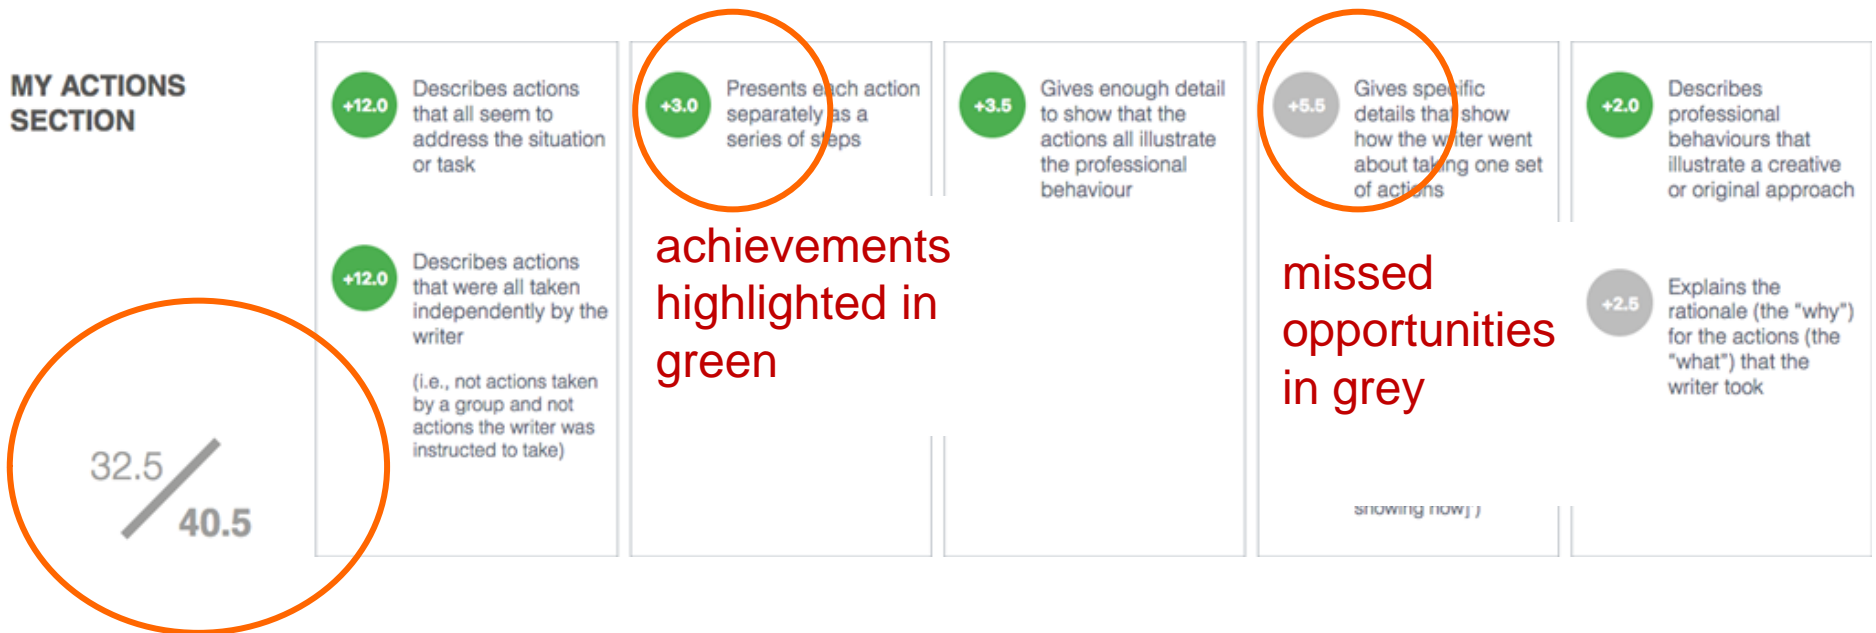 MY ACTIONS
SECTION
32.5
40.5
+12.0
Describes actions
that all seem to
address the situation
or task
+12.0
Describes actions
that were all taken
independently by the
writer
(i.e., not actions taken
by a group and not
actions the writer was
instructed to take)
+3.0
Presents each action
separately as a
series of steps
achievements
highlighted in
green
+3.5
Gives enough detail
to show that the
actions all illustrate
the professional
behaviour
+5.5
Gives specific
details that show
how the writer went
about taking one set
of actions
missed
opportunities
in grey
+2.0
Describes
professional
behaviours that
illustrate a creative
or original approach
+2.5
Explains the
rationale (the “why”)
for the actions (the
“what”) that the
writer took